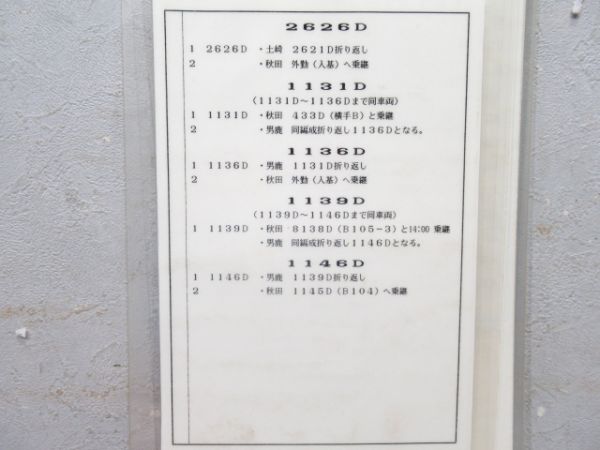 2626D
1 2626D ・土崎 2621D折り返し
2 ・秋田 外勤(入基)へ乗継
1131D
(1131D〜1136Dまで同車両)
1 1131D ・秋田 433D(横手B)と乗継
2 ・男鹿 同編成折り返し1136Dとなる。
1136D
1 1136D ・男鹿 1131D折り返し
2 ・秋田 外勤(入基)へ乗継
1139D
(1139D〜1146Dまで同車両)
1 1139D ・秋田 8138D(B105-3)と14:00 乗継
・男鹿 同編成折り返し1146Dとなる。
1146D
1 1146D ・男鹿 1139D折り返し
2 ・秋田 1145D(B104)へ乗継